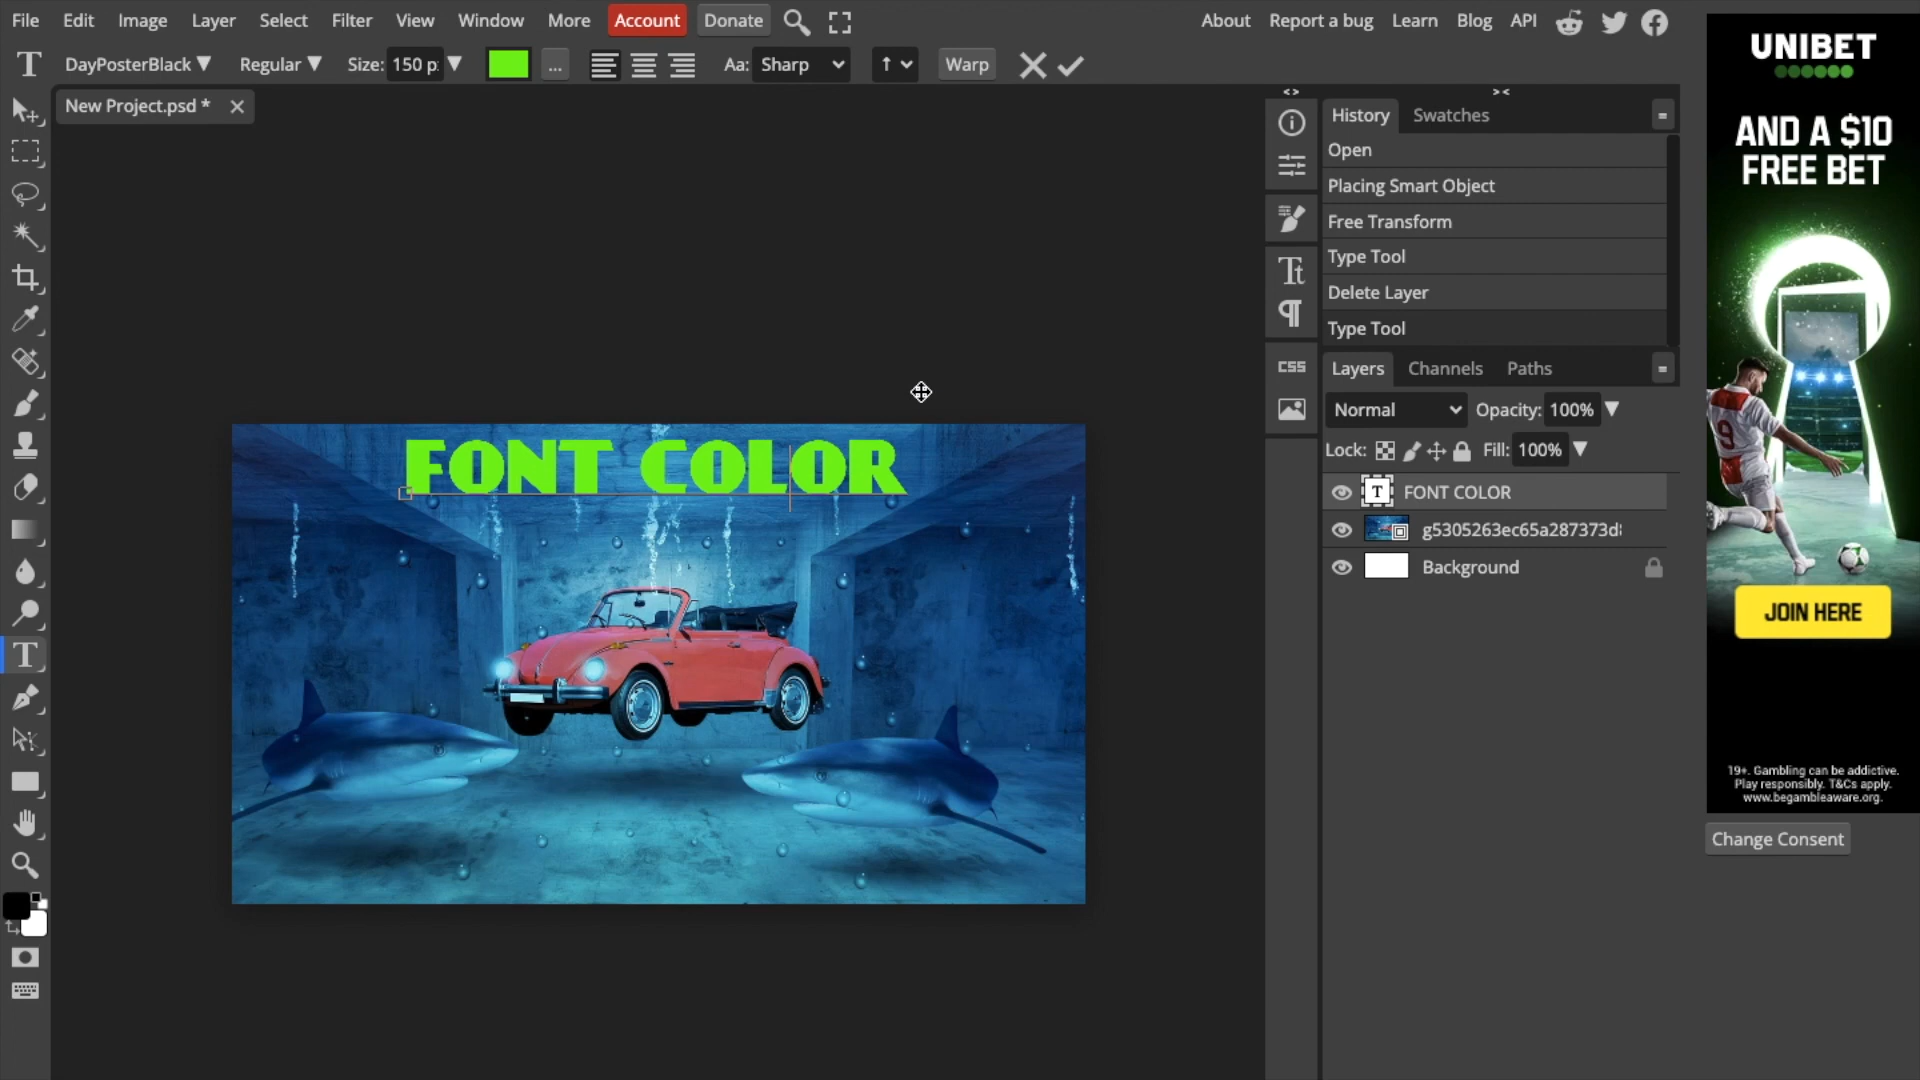 File Edit Image Layer Select Filter View Window More Account Donate
About Report a bug Learn Blog API
T DayPosterBlack Regular Size: 150 p ... Aa: Sharp Warp
New Project.psd *
History Swatches
Open
Placing Smart Object
Free Transform
Type Tool
Delete Layer
Type Tool
CSS
Layers Channels Paths
Normal Opacity: 100%
Lock: Fill: 100%
T FONT COLOR
g5305263ec65a287373d
Background
FONT COLOR
UNIBET
AND A $10
FREE BET
9
JOIN HERE
19+. Gambling can be addictive.
Play responsibly. T&Cs apply.
www.begambleaware.org.
Change Consent